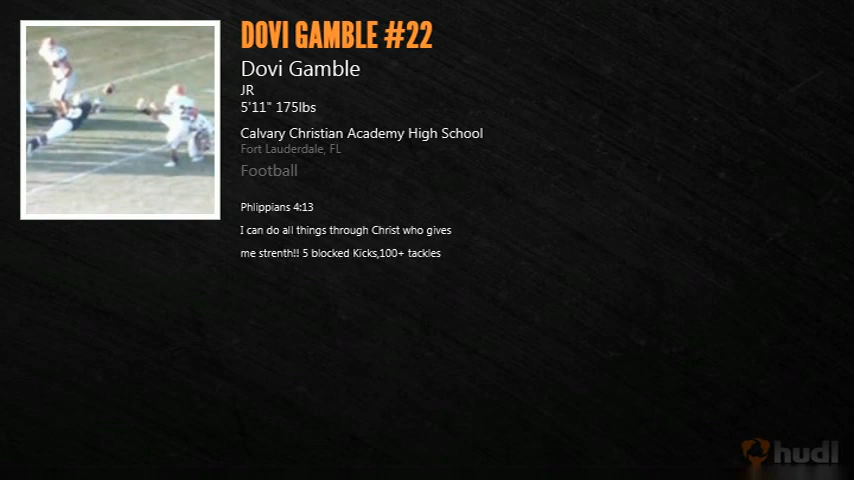 DOVI GAMBLE #22
Dovi Gamble
JR
5'11" 175lbs
Calvary Christian Academy High School
Fort Lauderdale, FL
Football
Phlippians 4:13
I can do all things through Christ who gives
me strenth!! 5 blocked Kicks,100+ tackles
hudl